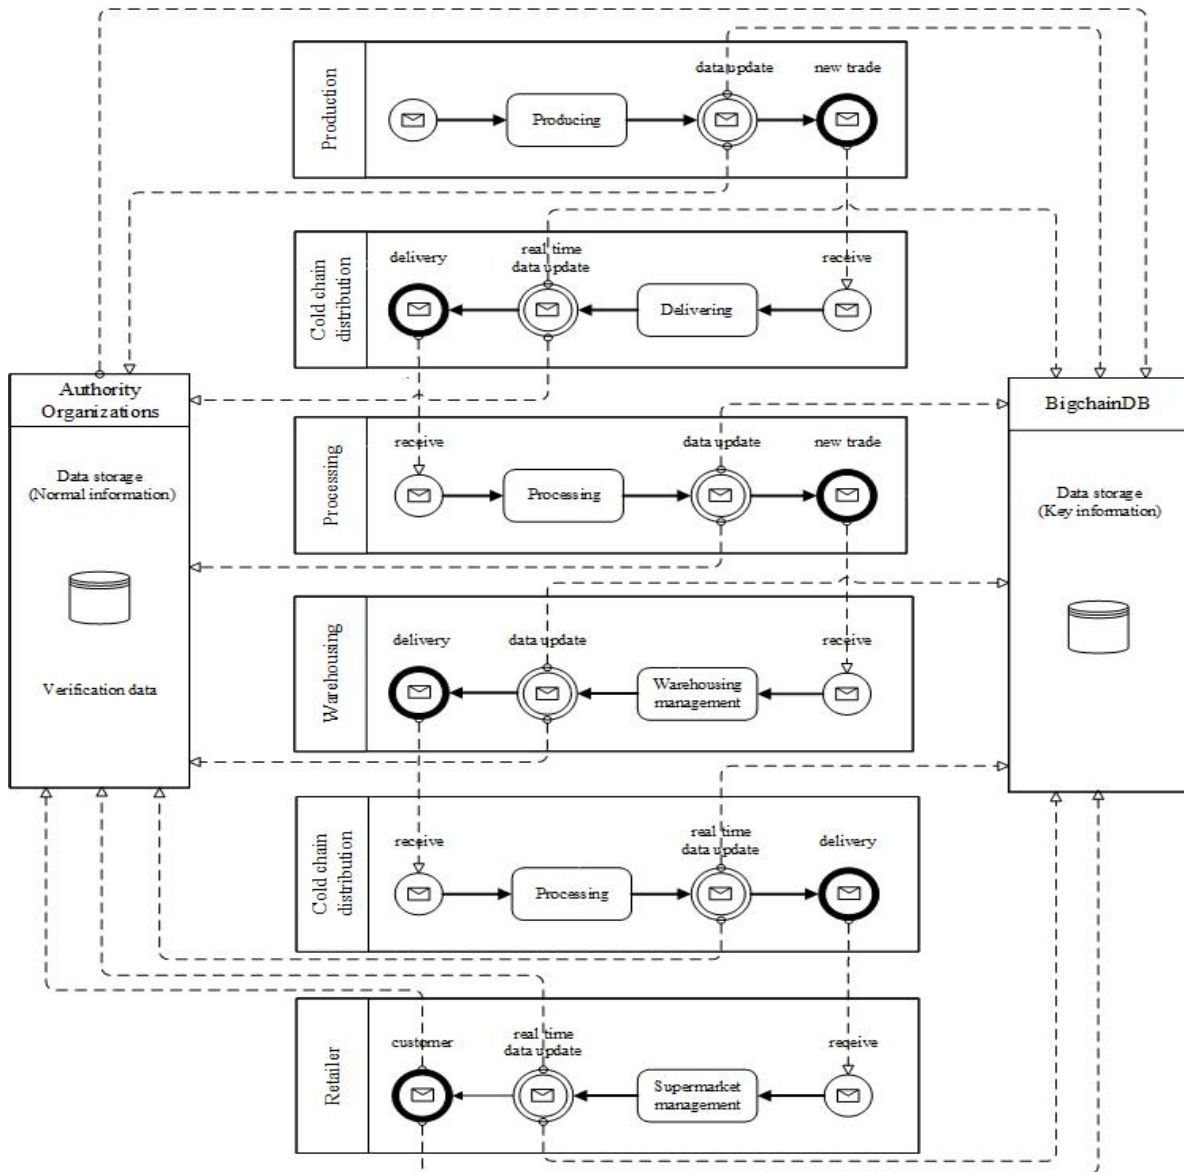 data update
new trade
Production
Producing
delivery
real time
data update
receive
Cold chain
distribution
Delivering
Authority
Organizations
Data storage
(Normal information)
Verification data
BigchainDB
Data storage
(Key information)
receive
data update
new trade
Processing
Processing
delivery
data update
receive
Warehousing
Warehousing
management
receive
real time
data update
delivery
Cold chain
distribution
Processing
customer
real time
data update
receive
Retailer
Supermarket
management